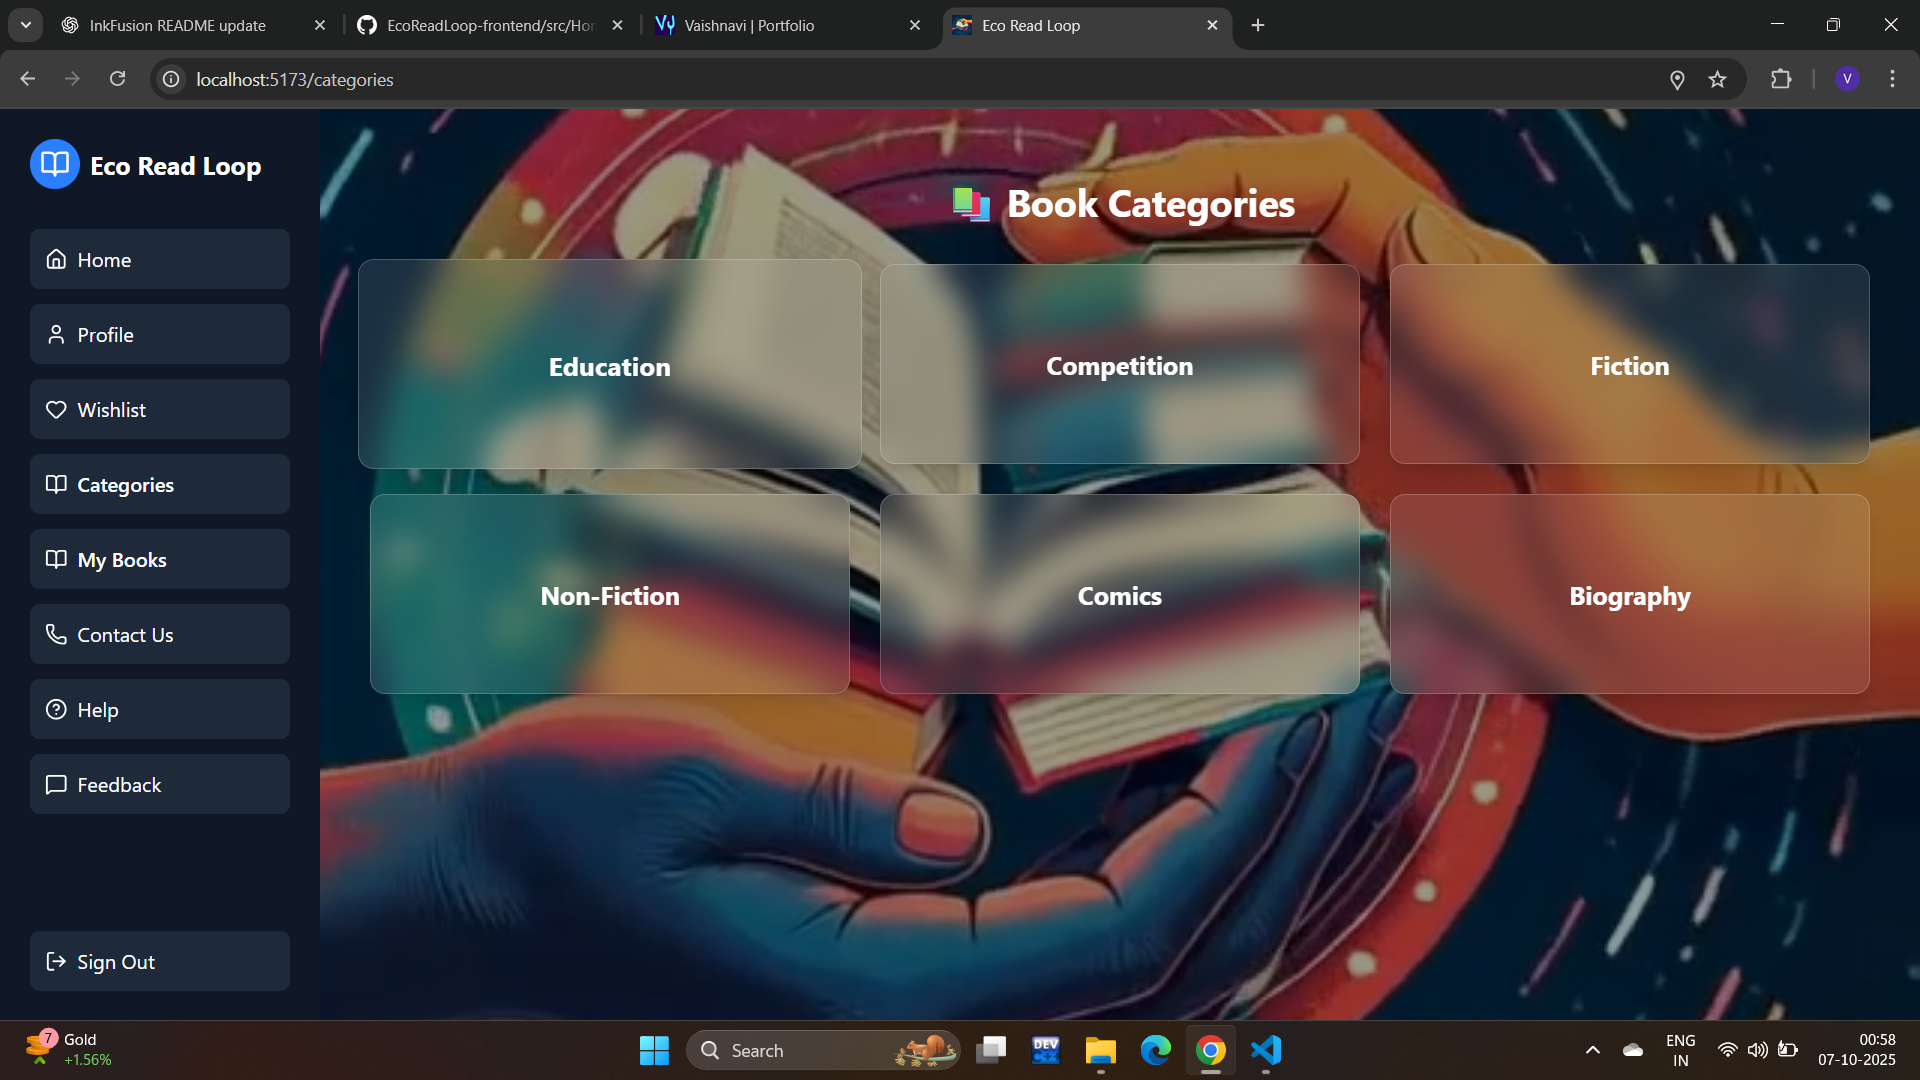 InkFusion README update
EcoReadLoop-frontend/src/Hor
Vaishnavi | Portfolio
Eco Read Loop
localhost:5173/categories
V
Eco Read Loop
Home
Profile
Wishlist
Categories
My Books
Contact Us
Help
Feedback
Sign Out
Book Categories
Education
Competition
Fiction
Non-Fiction
Comics
Biography
7
Gold
+1.56%
Search
DEV
C++
ENG
IN
00:58
07-10-2025